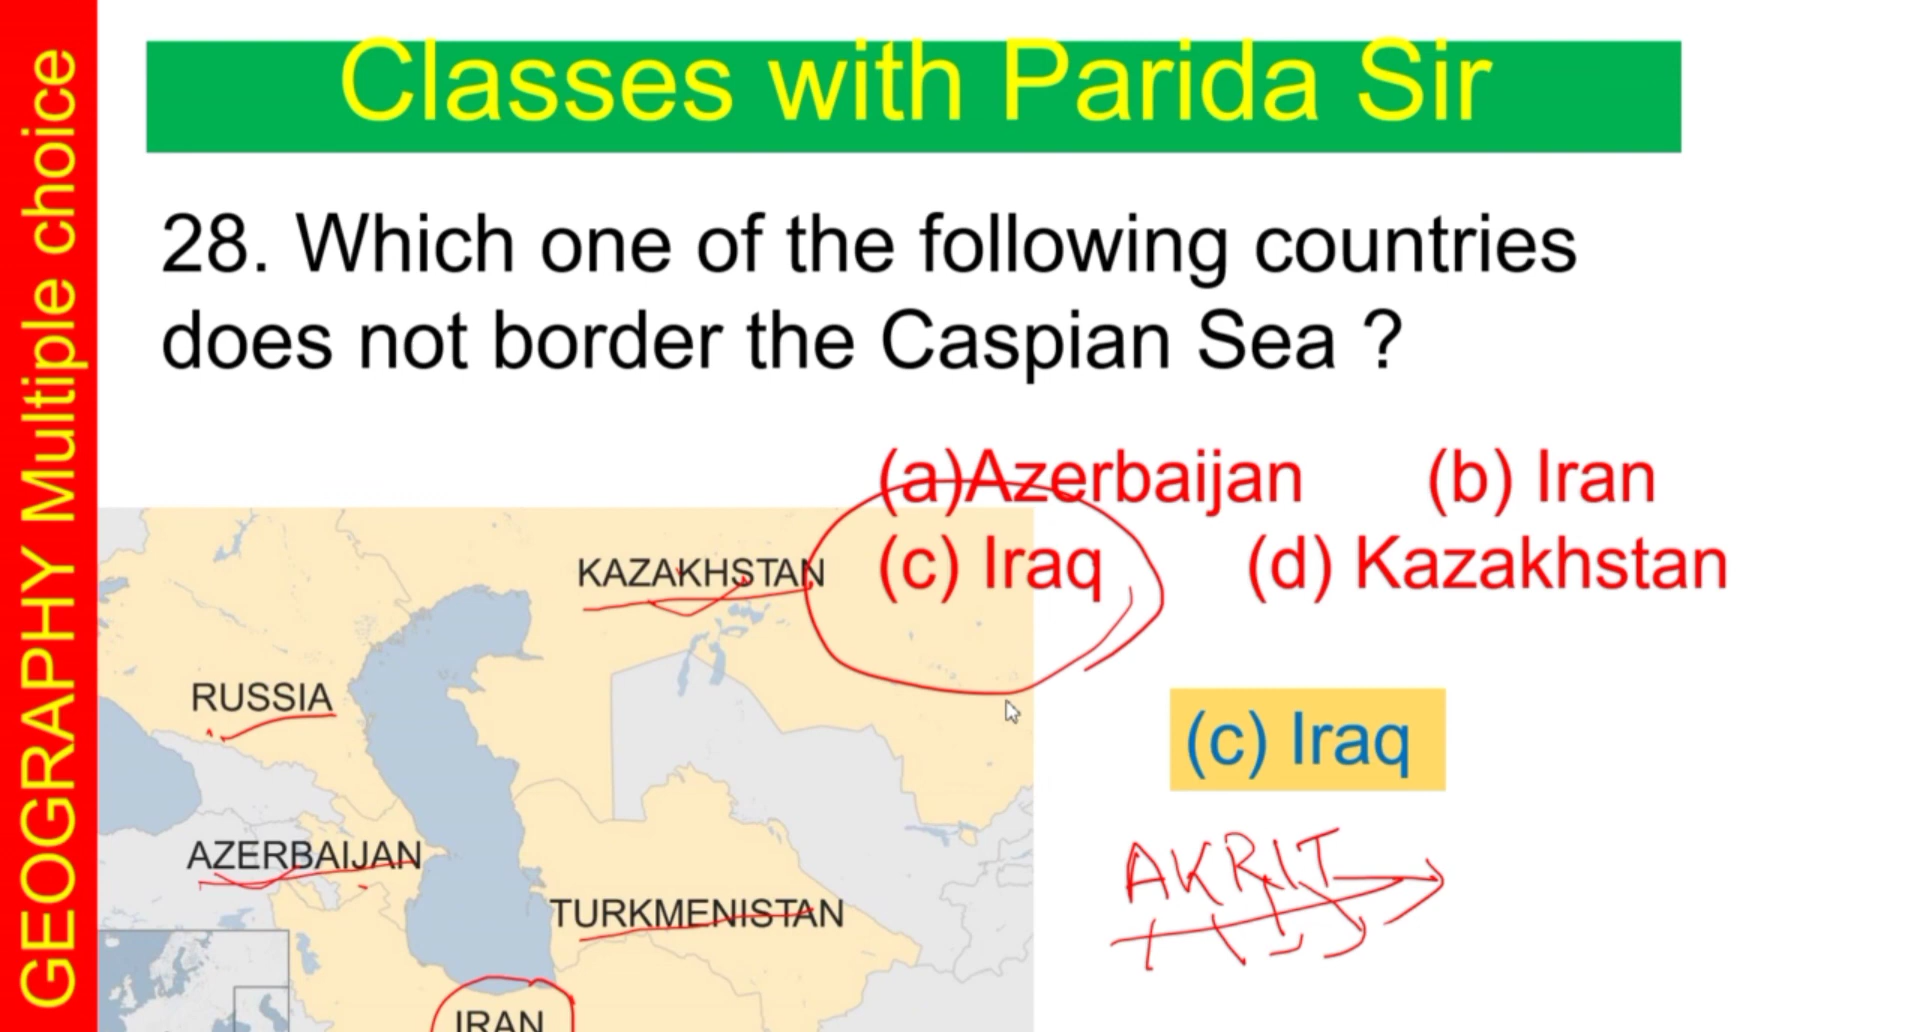 GEOGRAPHY Multiple choice
Classes with Parida Sir
28. Which one of the following countries
does not border the Caspian Sea ?
(a)Azerbaijan (b) Iran
(c) Iraq (d) Kazakhstan
KAZAKHSTAN
RUSSIA
(c) Iraq
AZERBAIJAN
AKRIT
TURKMENISTAN
IRAN